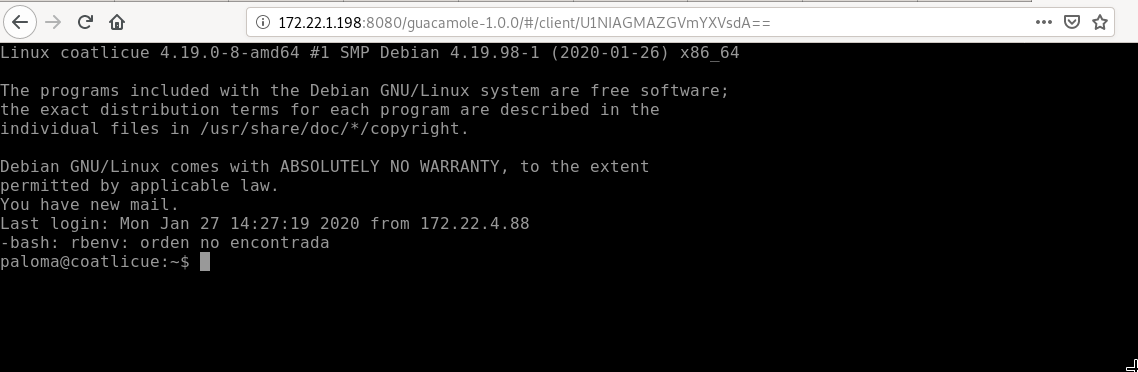 172.22.1.198:8080/guacamole-1.0.0/#/client/U1NIAGMAZGVmYXVsdA==
Linux coatlicue 4.19.0-8-amd64 #1 SMP Debian 4.19.98-1 (2020-01-26) x86_64
The programs included with the Debian GNU/Linux system are free software;
the exact distribution terms for each program are described in the
individual files in /usr/share/doc/*/copyright.
Debian GNU/Linux comes with ABSOLUTELY NO WARRANTY, to the extent
permitted by applicable law.
You have new mail.
Last login: Mon Jan 27 14:27:19 2020 from 172.22.4.88
-bash: rbenv: orden no encontrada
paloma@coatlicue:~$